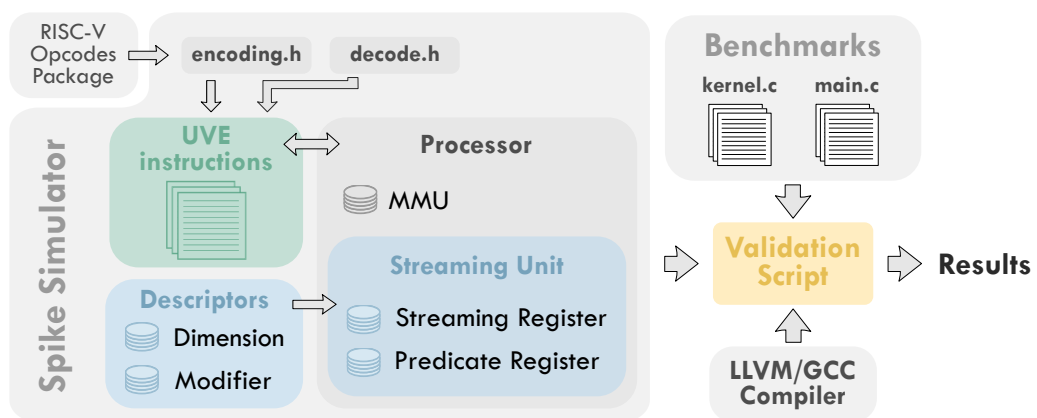 RISC-V
Opcodes
Package
encoding.h
decode.h
Spike Simulator
UVE
instructions
Processor
MMU
Streaming Unit
Streaming Register
Predicate Register
Descriptors
Dimension
Modifier
Benchmarks
kernel.c
main.c
Validation
Script
Results
LLVM/GCC
Compiler